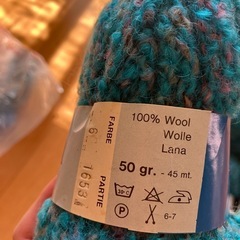 100% Wool
Wolle
Lana
50 gr. - 45 mt.
P
6-7
FARBE
PARTIE